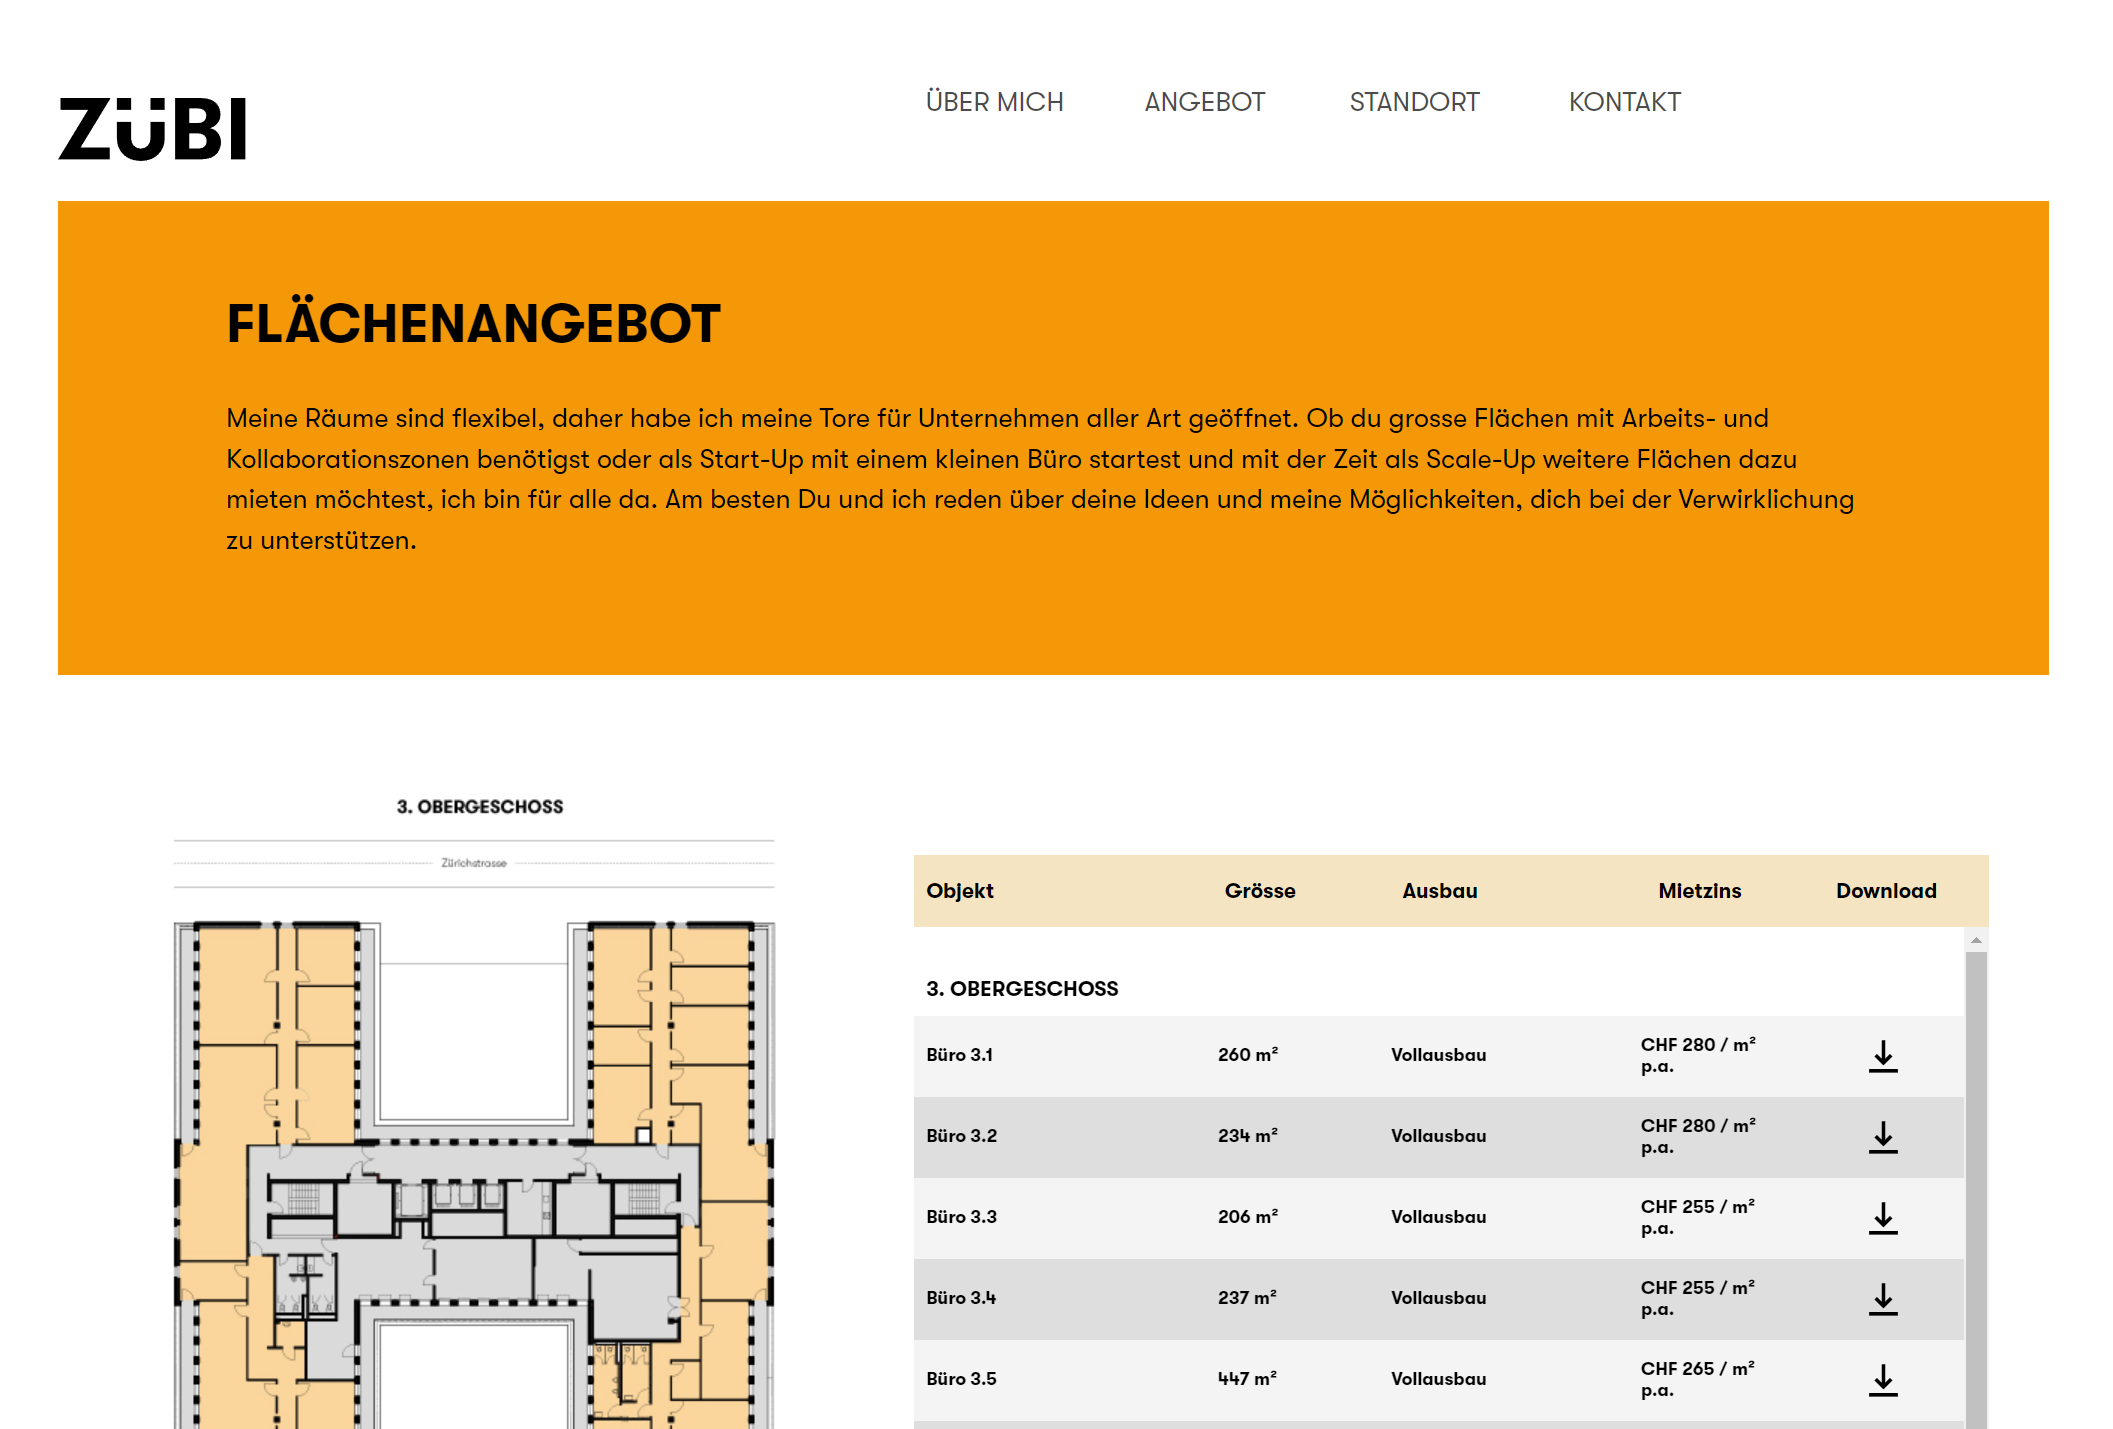 ZÜBI
ÜBER MICH ANGEBOT STANDORT KONTAKT
FLÄCHENANGEBOT
Meine Räume sind flexibel, daher habe ich meine Tore für Unternehmen aller Art geöffnet. Ob du grosse Flächen mit Arbeits- und
Kollaborationszonen benötigst oder als Start-Up mit einem kleinen Büro startest und mit der Zeit als Scale-Up weitere Flächen dazu
mieten möchtest, ich bin für alle da. Am besten Du und ich reden über deine Ideen und meine Möglichkeiten, dich bei der Verwirklichung
zu unterstützen.
3. OBERGESCHOSS
Zürichstrasse
Objekt Grösse Ausbau Mietzins Download
3. OBERGESCHOSS
Büro 3.1 260 m² Vollausbau CHF 280 / m²
p.a.
Büro 3.2 234 m² Vollausbau CHF 280 / m²
p.a.
Büro 3.3 206 m² Vollausbau CHF 255 / m²
p.a.
Büro 3.4 237 m² Vollausbau CHF 255 / m²
p.a.
Büro 3.5 447 m² Vollausbau CHF 265 / m²
p.a.